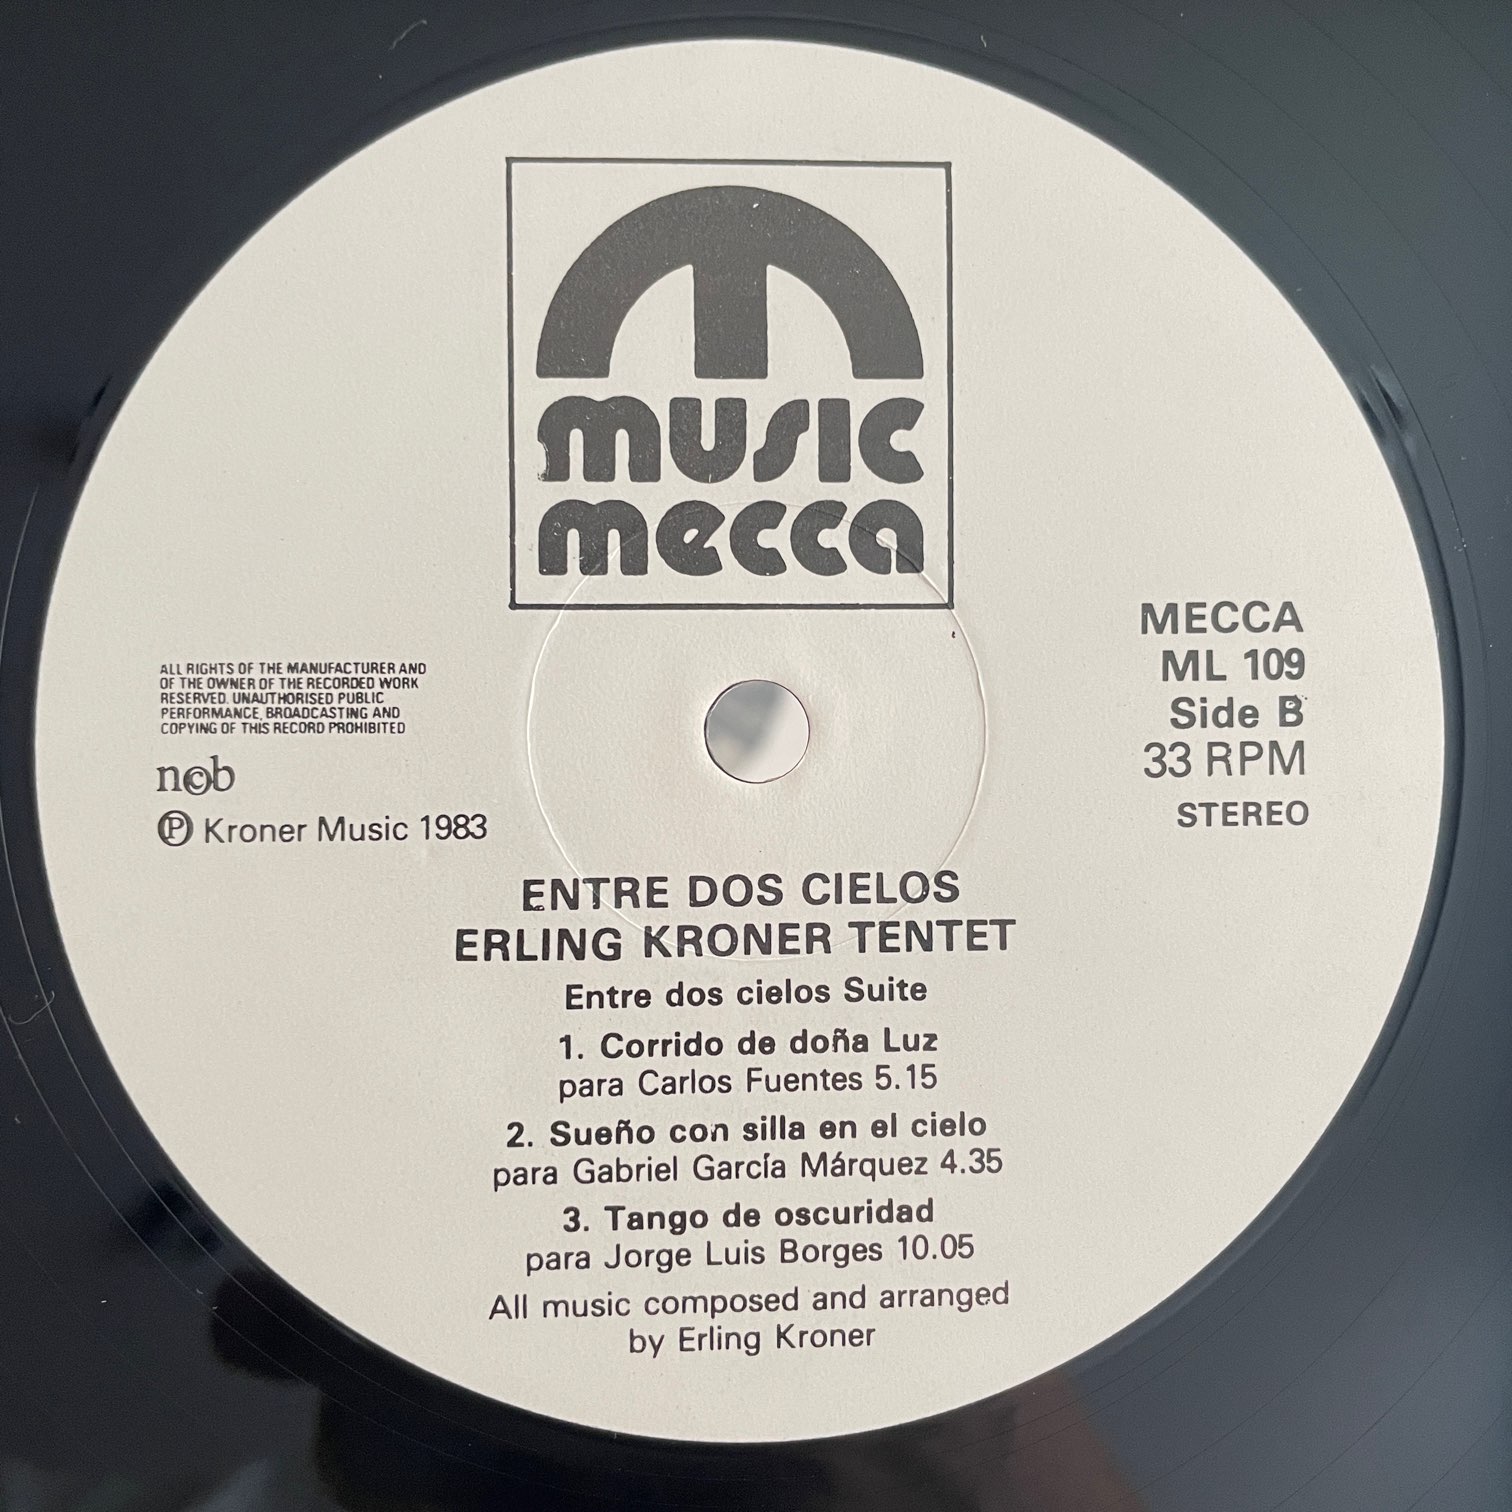 music
mecca
MECCA
ML 109
Side B
33 RPM
STEREO
ALL RIGHTS OF THE MANUFACTURER AND
OF THE OWNER OF THE RECORDED WORK
RESERVED. UNAUTHORISED PUBLIC
PERFORMANCE, BROADCASTING AND
COPYING OF THIS RECORD PROHIBITED
n©b
Ⓟ Kroner Music 1983
ENTRE DOS CIELOS
ERLING KRONER TENTET
Entre dos cielos Suite
1. Corrido de doña Luz
para Carlos Fuentes 5.15
2. Sueño con silla en el cielo
para Gabriel García Márquez 4.35
3. Tango de oscuridad
para Jorge Luis Borges 10.05
All music composed and arranged
by Erling Kroner